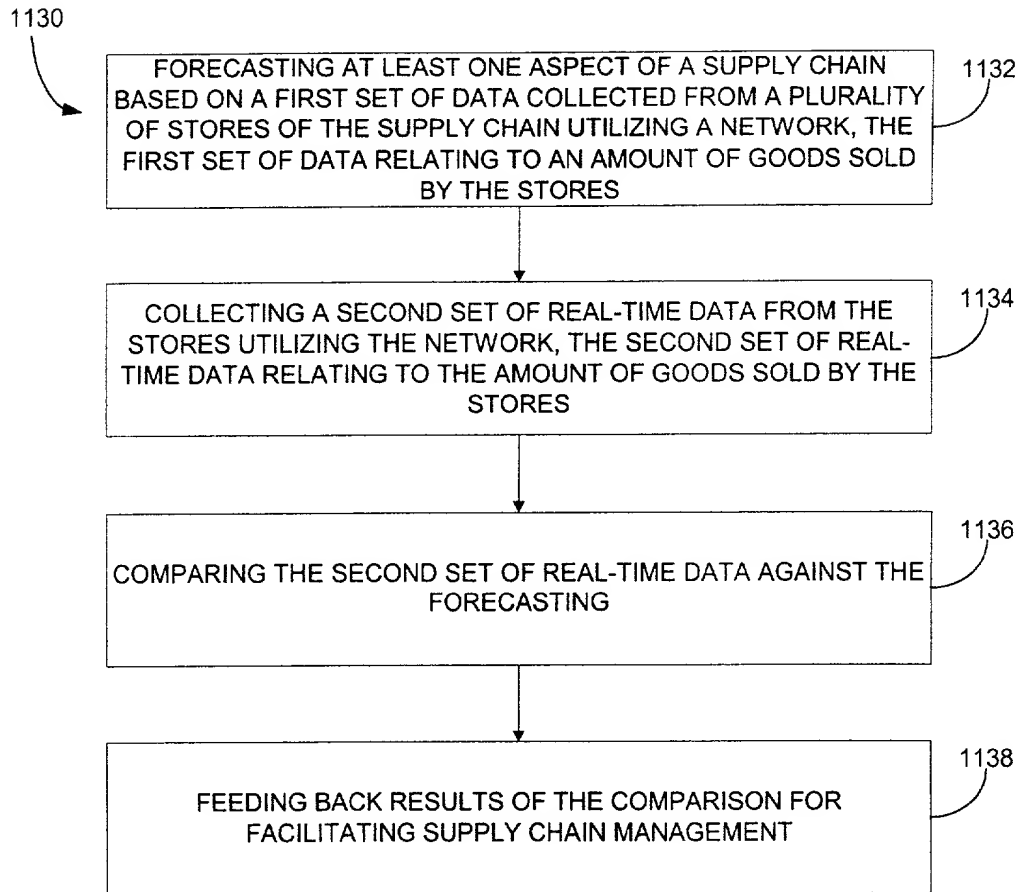 1130
FORECASTING AT LEAST ONE ASPECT OF A SUPPLY CHAIN
BASED ON A FIRST SET OF DATA COLLECTED FROM A PLURALITY
OF STORES OF THE SUPPLY CHAIN UTILIZING A NETWORK, THE
FIRST SET OF DATA RELATING TO AN AMOUNT OF GOODS SOLD
BY THE STORES
1132
COLLECTING A SECOND SET OF REAL-TIME DATA FROM THE
STORES UTILIZING THE NETWORK, THE SECOND SET OF REAL-
TIME DATA RELATING TO THE AMOUNT OF GOODS SOLD BY THE
STORES
1134
COMPARING THE SECOND SET OF REAL-TIME DATA AGAINST THE
FORECASTING
1136
FEEDING BACK RESULTS OF THE COMPARISON FOR
FACILITATING SUPPLY CHAIN MANAGEMENT
1138